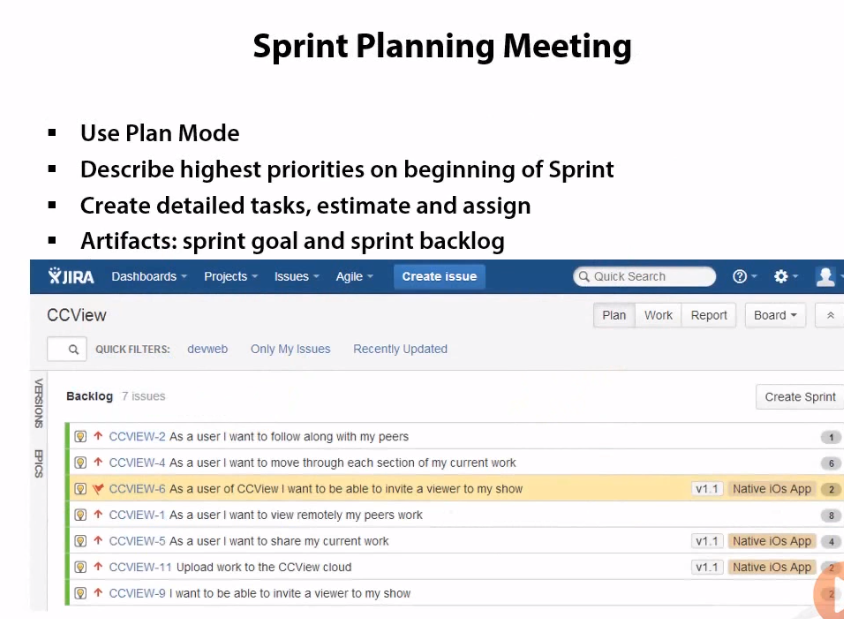 Sprint Planning Meeting
▪ Use Plan Mode
▪ Describe highest priorities on beginning of Sprint
▪ Create detailed tasks, estimate and assign
▪ Artifacts: sprint goal and sprint backlog
JIRA Dashboards Projects Issues Agile Create issue Quick Search
CCView Plan Work Report Board
QUICK FILTERS: devweb Only My Issues Recently Updated
VERSIONS
EPICS
Backlog 7 issues Create Sprint
CCVIEW-2 As a user I want to follow along with my peers 1
CCVIEW-4 As a user I want to move through each section of my current work 6
CCVIEW-6 As a user of CCView I want to be able to invite a viewer to my show v1.1 Native iOs App 2
CCVIEW-1 As a user I want to view remotely my peers work 8
CCVIEW-5 As a user I want to share my current work v1.1 Native iOs App 4
CCVIEW-11 Upload work to the CCView cloud v1.1 Native iOs App 2
CCVIEW-9 I want to be able to invite a viewer to my show 2